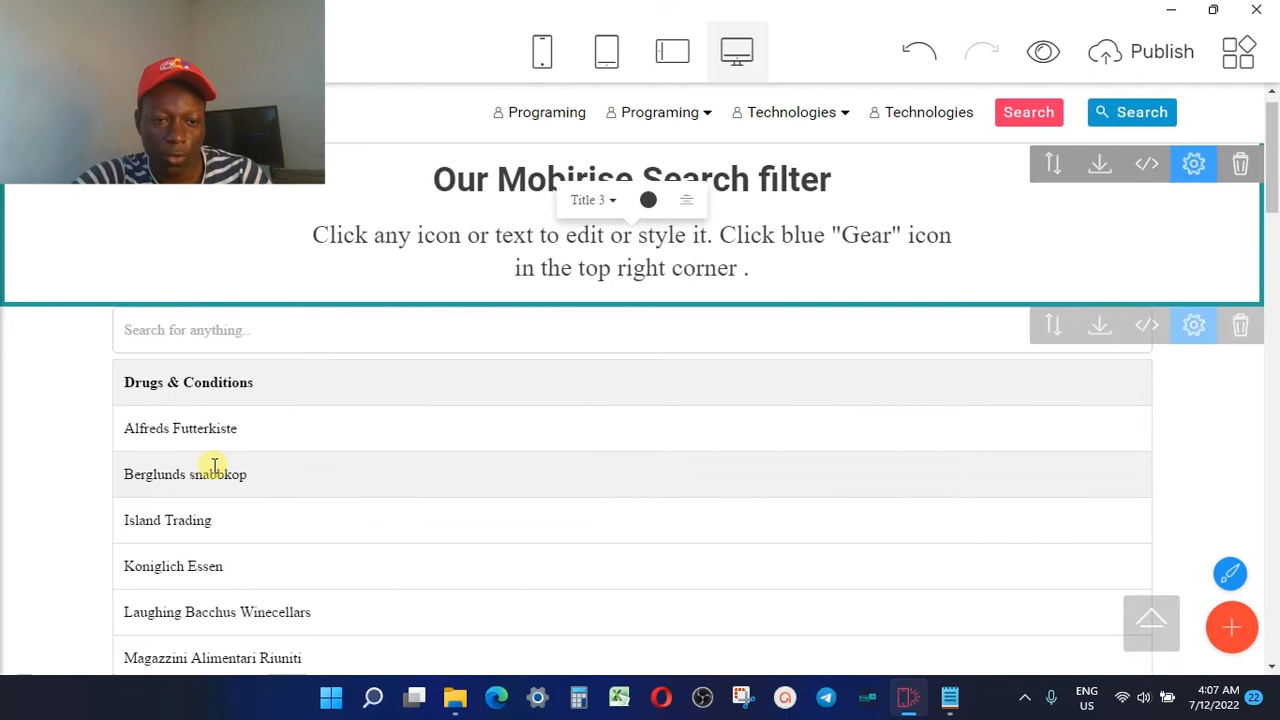 Publish
Programing
Programing
Technologies
Technologies
Search
Search
Our Mobirise Search filter
Title 3
Click any icon or text to edit or style it. Click blue "Gear" icon
in the top right corner .
Search for anything..
Drugs & Conditions
Alfreds Futterkiste
Berglunds snabbkop
Island Trading
Koniglich Essen
Laughing Bacchus Winecellars
Magazzini Alimentari Riuniti
ENG
US
4:07 AM
7/12/2022
22